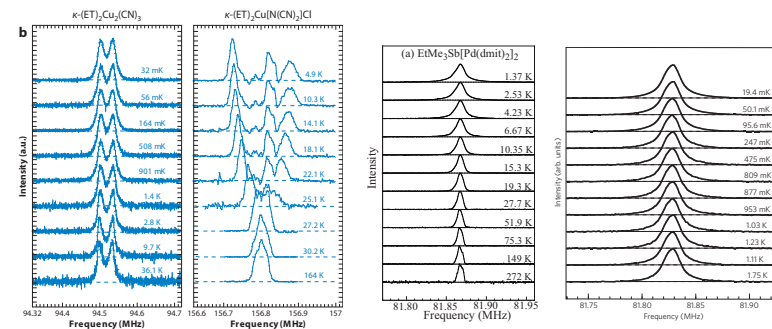 b
κ-(ET)2Cu2(CN)3
κ-(ET)2Cu[N(CN)2]Cl
Intensity (a.u.)
32 mK
56 mK
164 mK
508 mK
901 mK
1.4 K
2.8 K
9.7 K
36.1 K
94.32 94.4 94.5 94.6 94.7
Frequency (MHz)
4.9 K
10.3 K
14.1 K
18.1 K
22.1 K
25.1 K
27.2 K
30.2 K
164 K
156.6 156.7 156.8 156.9 157
Frequency (MHz)
(a) EtMe3Sb[Pd(dmit)2]2
Intensity
1.37 K
2.53 K
4.23 K
6.67 K
10.35 K
15.3 K
19.3 K
27.7 K
51.9 K
75.3 K
149 K
272 K
81.80 81.85 81.90 81.95
Frequency (MHz)
Intensity (arb. units)
19.4 mK
50.1 mK
95.6 mK
247 mK
475 mK
809 mK
877 mK
953 mK
1.03 K
1.23 K
1.11 K
1.75 K
81.75 81.80 81.85 81.90
Frequency (MHz)